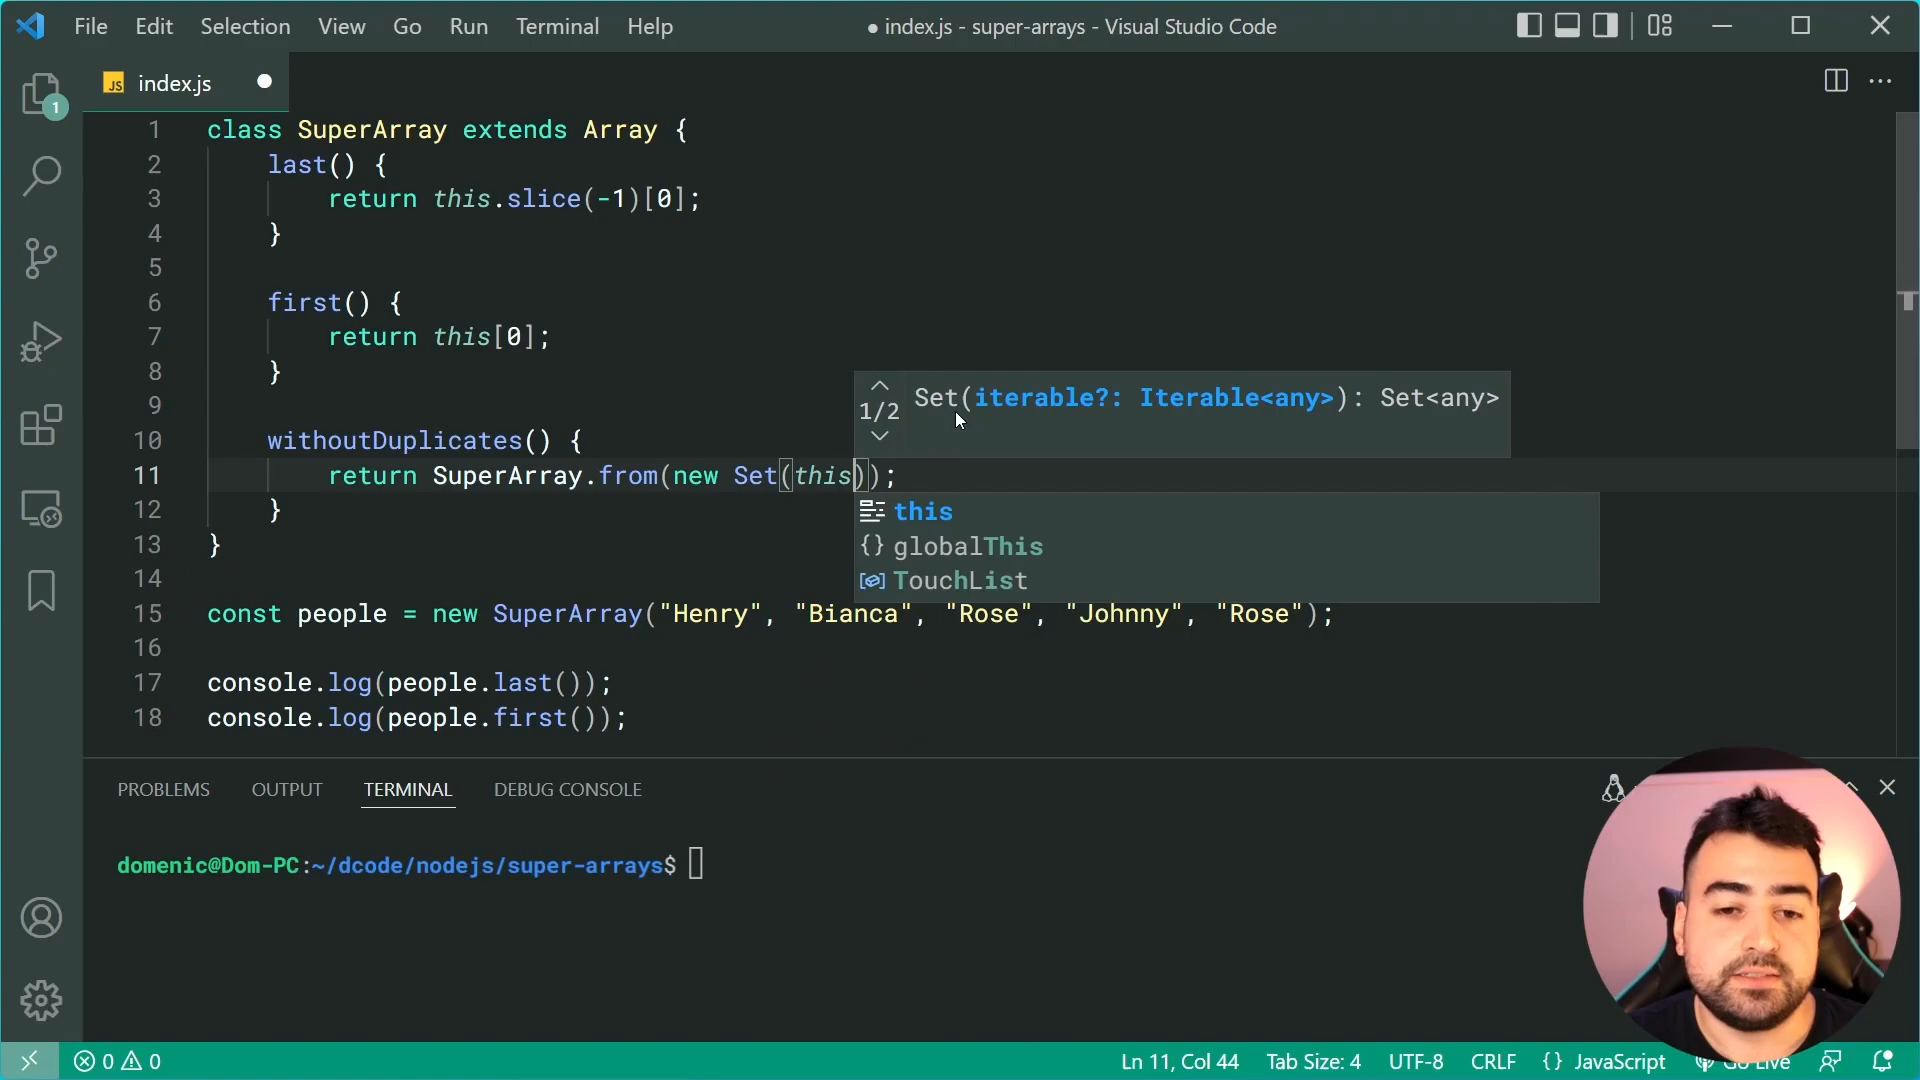 File Edit Selection View Go Run Terminal Help ● index.js - super-arrays - Visual Studio Code
JS index.js
1
1 class SuperArray extends Array {
2 last() {
3 return this.slice(-1)[0];
4 }
5
6 first() {
7 return this[0];
8 }
9
1/2 Set(iterable?: Iterable<any>): Set<any>
10 withoutDuplicates() {
11 return SuperArray.from(new Set(this));
12 }
this
globalThis
TouchList
13 }
14
15 const people = new SuperArray("Henry", "Bianca", "Rose", "Johnny", "Rose");
16
17 console.log(people.last());
18 console.log(people.first());
PROBLEMS OUTPUT TERMINAL DEBUG CONSOLE
domenic@Dom-PC:~/dcode/nodejs/super-arrays$
0 0 Ln 11, Col 44 Tab Size: 4 UTF-8 CRLF {} JavaScript Go Live